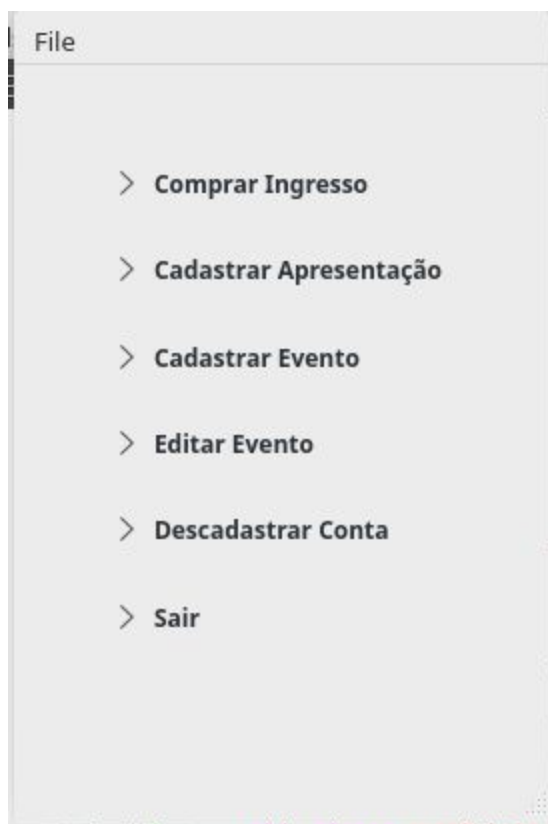 File
Comprar Ingresso
Cadastrar Apresentação
Cadastrar Evento
Editar Evento
Descadastrar Conta
Sair